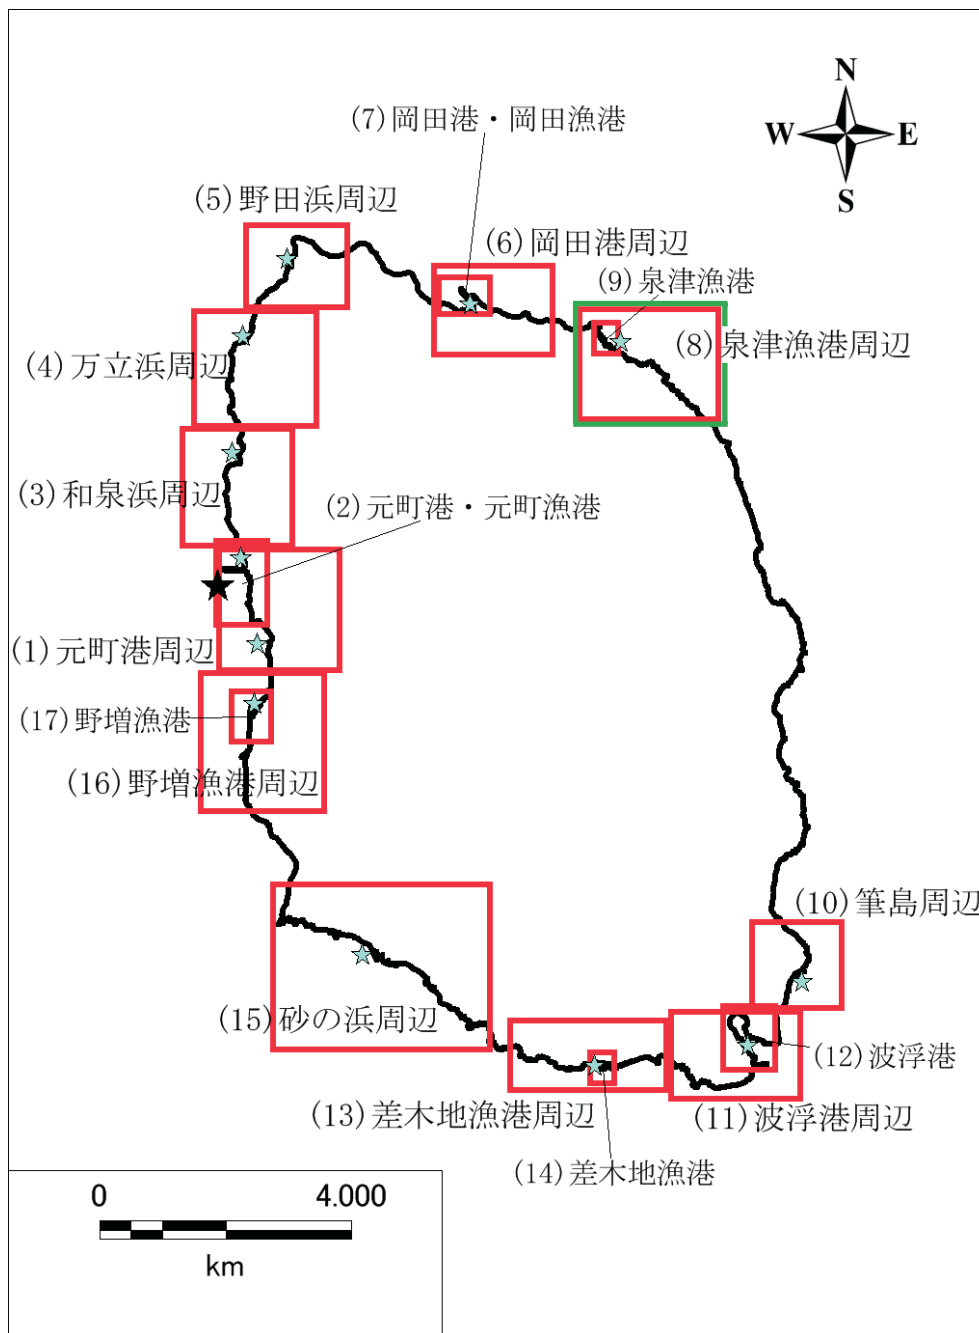 N
W E
S
(7)岡田港・岡田漁港
(5)野田浜周辺
(6)岡田港周辺
(9)泉津漁港
(8)泉津漁港周辺
(4)万立浜周辺
(3)和泉浜周辺
(2)元町港・元町漁港
(1)元町港周辺
(17)野増漁港
(16)野増漁港周辺
(10)筆島周辺
(15)砂の浜周辺
(12)波浮港
(13)差木地漁港周辺
(11)波浮港周辺
(14)差木地漁港
0 4.000
km